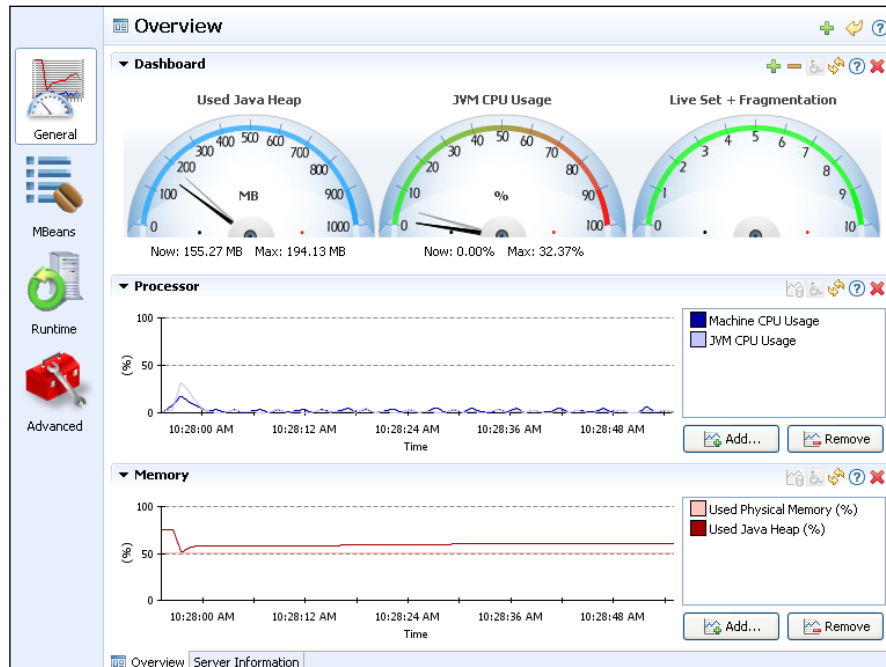 Overview
General
MBeans
Runtime
Advanced
Dashboard
Used Java Heap
0 100 200 300 400 500 600 700 800 900 1000
MB
Now: 155.27 MB Max: 194.13 MB
JVM CPU Usage
0 10 20 30 40 50 60 70 80 90 100
%
Now: 0.00% Max: 32.37%
Live Set + Fragmentation
0 1 2 3 4 5 6 7 8 9 10
Processor
100
50
0
(%)
10:28:00 AM 10:28:12 AM 10:28:24 AM 10:28:36 AM 10:28:48 AM
Time
Machine CPU Usage
JVM CPU Usage
Add... Remove
Memory
100
50
0
(%)
10:28:00 AM 10:28:12 AM 10:28:24 AM 10:28:36 AM 10:28:48 AM
Time
Used Physical Memory (%)
Used Java Heap (%)
Add... Remove
Overview Server Information